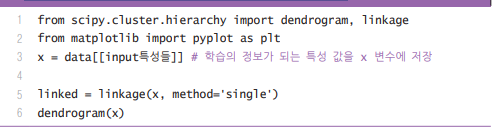 1 from scipy.cluster.hierarchy import dendrogram, linkage
2 from matplotlib import pyplot as plt
3 x = data[[input특성들]] # 학습의 정보가 되는 특성 값을 x 변수에 저장
4
5 linked = linkage(x, method='single')
6 dendrogram(x)